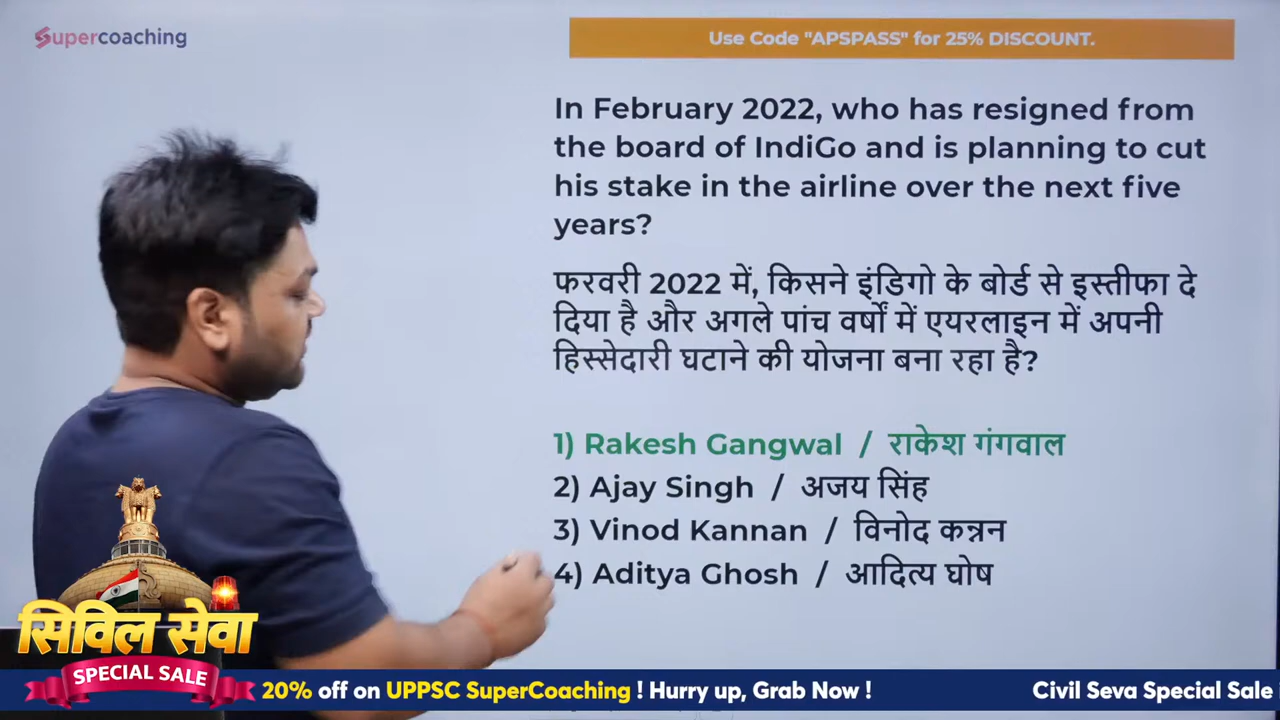 Supercoaching
Use Code "APSPASS" for 25% DISCOUNT.
In February 2022, who has resigned from
the board of IndiGo and is planning to cut
his stake in the airline over the next five
years?
फरवरी 2022 में, किसने इंडिगो के बोर्ड से इस्तीफा दे
दिया है और अगले पांच वर्षों में एयरलाइन में अपनी
हिस्सेदारी घटाने की योजना बना रहा है?
1) Rakesh Gangwal / राकेश गंगवाल
2) Ajay Singh / अजय सिंह
3) Vinod Kannan / विनोद कन्नन
4) Aditya Ghosh / आदित्य घोष
सिविल सेवा
SPECIAL SALE
20% off on UPPSC SuperCoaching ! Hurry up, Grab Now !
Civil Seva Special Sale